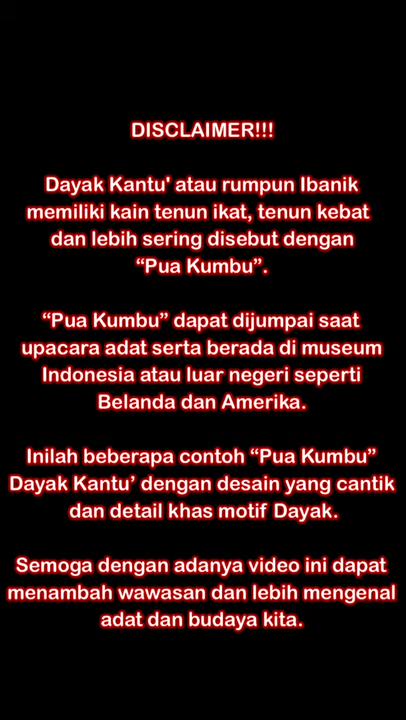 DISCLAIMER!!!
Dayak Kantu' atau rumpun Ibanik
memiliki kain tenun ikat, tenun kebat
dan lebih sering disebut dengan
“Pua Kumbu”.
“Pua Kumbu” dapat dijumpai saat
upacara adat serta berada di museum
Indonesia atau luar negeri seperti
Belanda dan Amerika.
Inilah beberapa contoh “Pua Kumbu”
Dayak Kantu’ dengan desain yang cantik
dan detail khas motif Dayak.
Semoga dengan adanya video ini dapat
menambah wawasan dan lebih mengenal
adat dan budaya kita.